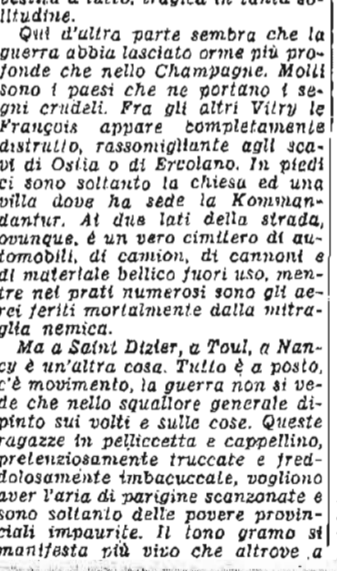 litudine.
Qui d'altra parte sembra che la
guerra abbia lasciato orme più pro-
fonde che nello Champagne. Molti
sono i paesi che ne portano i se-
gni crudeli. Fra gli altri Vitry le
François appare completamente
distrutto, rassomigliante agli sca-
vi di Ostia o di Ercolano. In piedi
ci sono soltanto la chiesa ed una
villa dove ha sede la Komman-
dantur. Ai due lati della strada,
ovunque, è un vero cimitero di au-
tomobili, di camion, di cannoni e
di materiale bellico fuori uso, men-
tre nei prati numerosi sono gli ae-
rei feriti mortalmente dalla mitra-
glia nemica.
Ma a Saint Dizier, a Toul, a Nan-
cy è un'altra cosa. Tutto è a posto,
c'è movimento, la guerra non si ve-
de che nello squallore generale di-
pinto sui volti e sulle cose. Queste
ragazze in pelliccetta e cappellino,
pretenziosamente truccate e fred-
dolosamente imbacuccate, vogliono
aver l'aria di parigine scanzonate e
sono soltanto delle povere provin-
ciali impaurite. Il tono gramo si
manifesta più vivo che altrove a